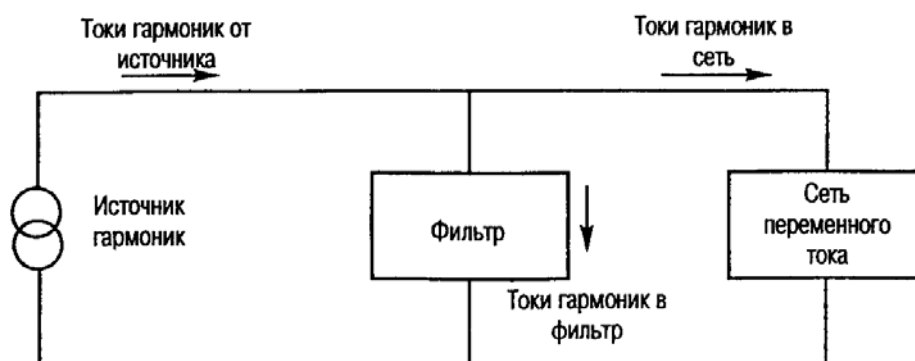 Токи гармоник от
источника
Токи гармоник в
сеть
Источник
гармоник
Фильтр
Сеть
переменного
тока
Токи гармоник в
фильтр